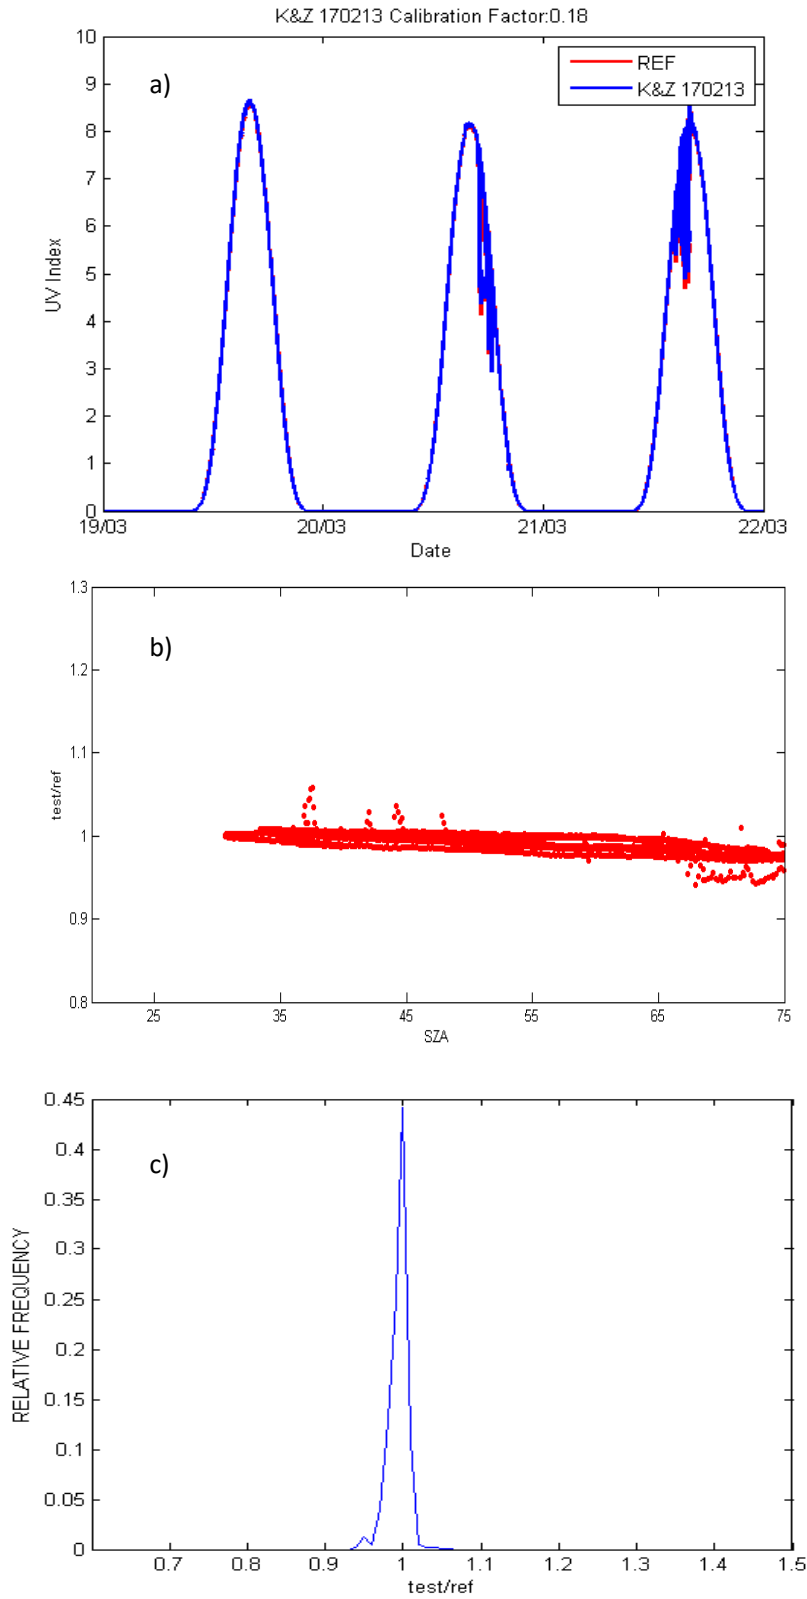 K&Z 170213 Calibration Factor:0.18
10
9
8
7
6
5
4
3
2
1
0
a)
REF
K&Z 170213
UV Index
19/03 20/03 21/03 22/03
Date
1.3
1.2
1.1
1
0.9
0.8
b)
test/ref
25 35 45 55 65 75
SZA
0.45
0.4
0.35
0.3
0.25
0.2
0.15
0.1
0.05
0
c)
RELATIVE FREQUENCY
0.7 0.8 0.9 1 1.1 1.2 1.3 1.4 1.5
test/ref